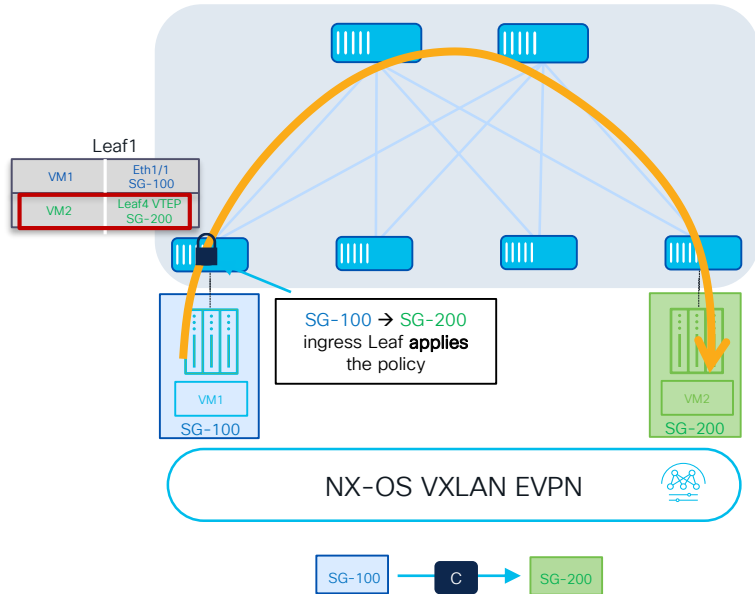 Leaf1
VM1
Eth1/1
SG-100
VM2
Leaf4 VTEP
SG-200
SG-100 → SG-200
ingress Leaf applies
the policy
VM1
SG-100
VM2
SG-200
NX-OS VXLAN EVPN
SG-100
C
SG-200